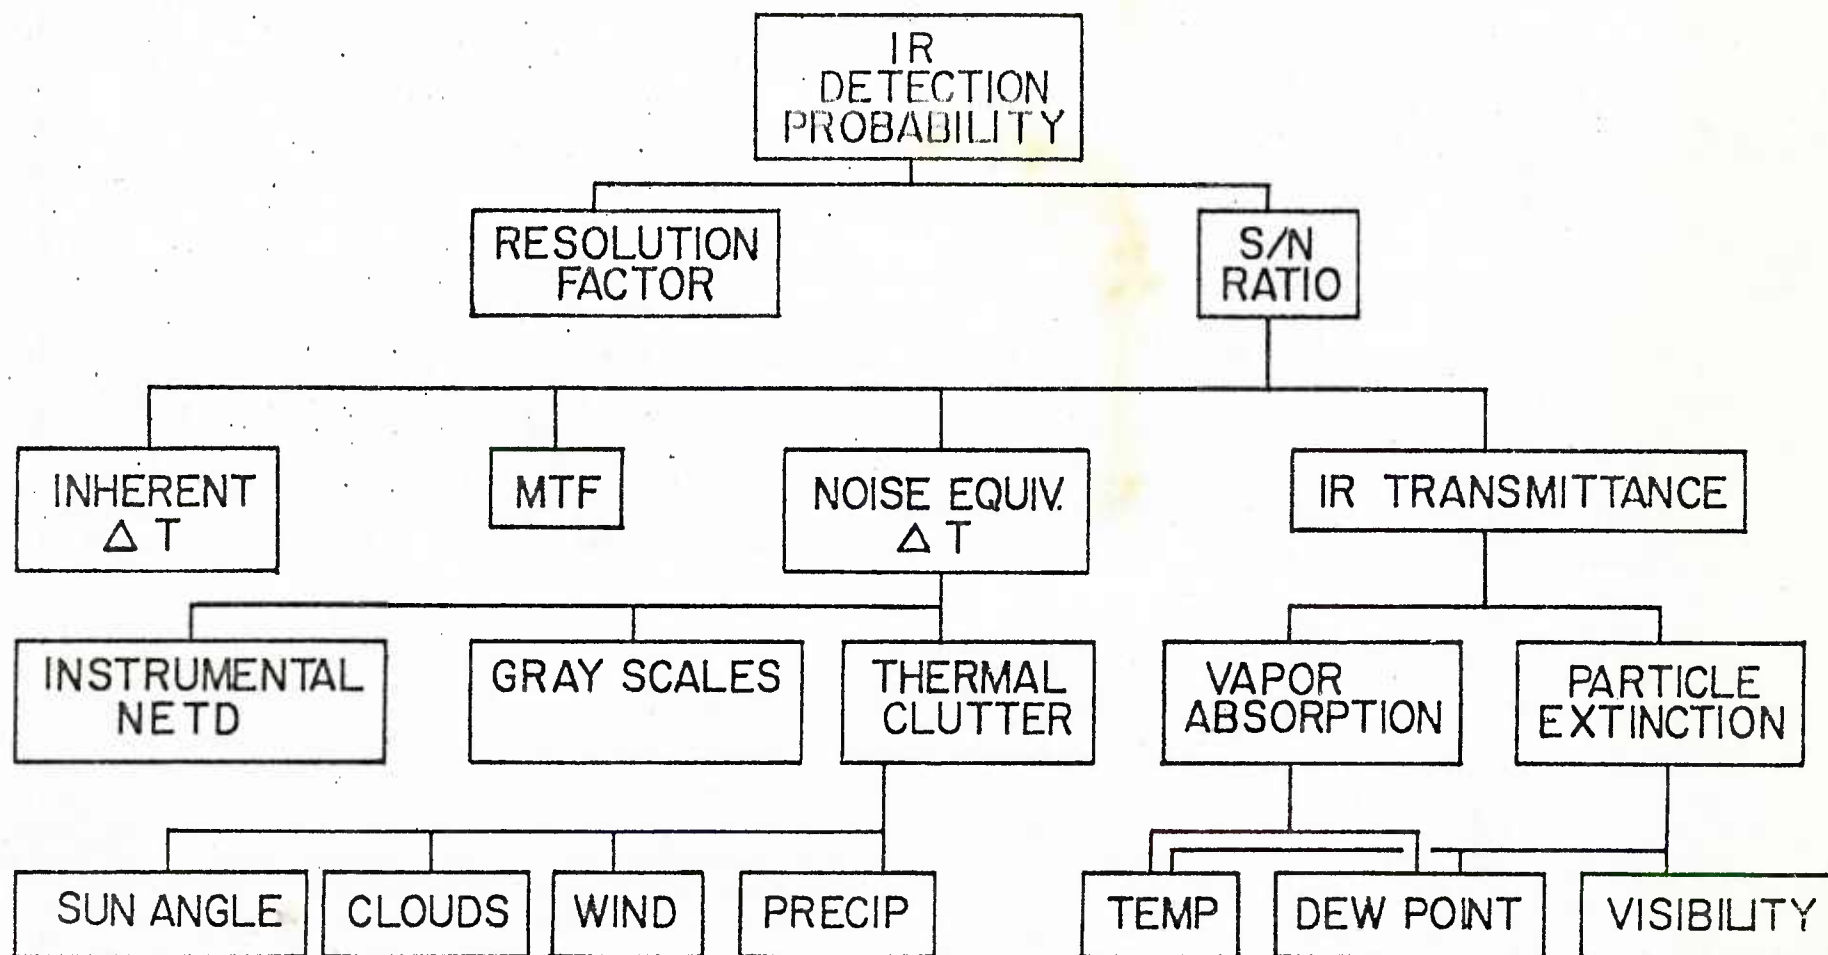 IR
DETECTION
PROBABILITY
RESOLUTION
FACTOR
S/N
RATIO
INHERENT
Δ T
MTF
NOISE EQUIV.
Δ T
IR TRANSMITTANCE
INSTRUMENTAL
NETD
GRAY SCALES
THERMAL
CLUTTER
VAPOR
ABSORPTION
PARTICLE
EXTINCTION
SUN ANGLE
CLOUDS
WIND
PRECIP
TEMP
DEW POINT
VISIBILITY